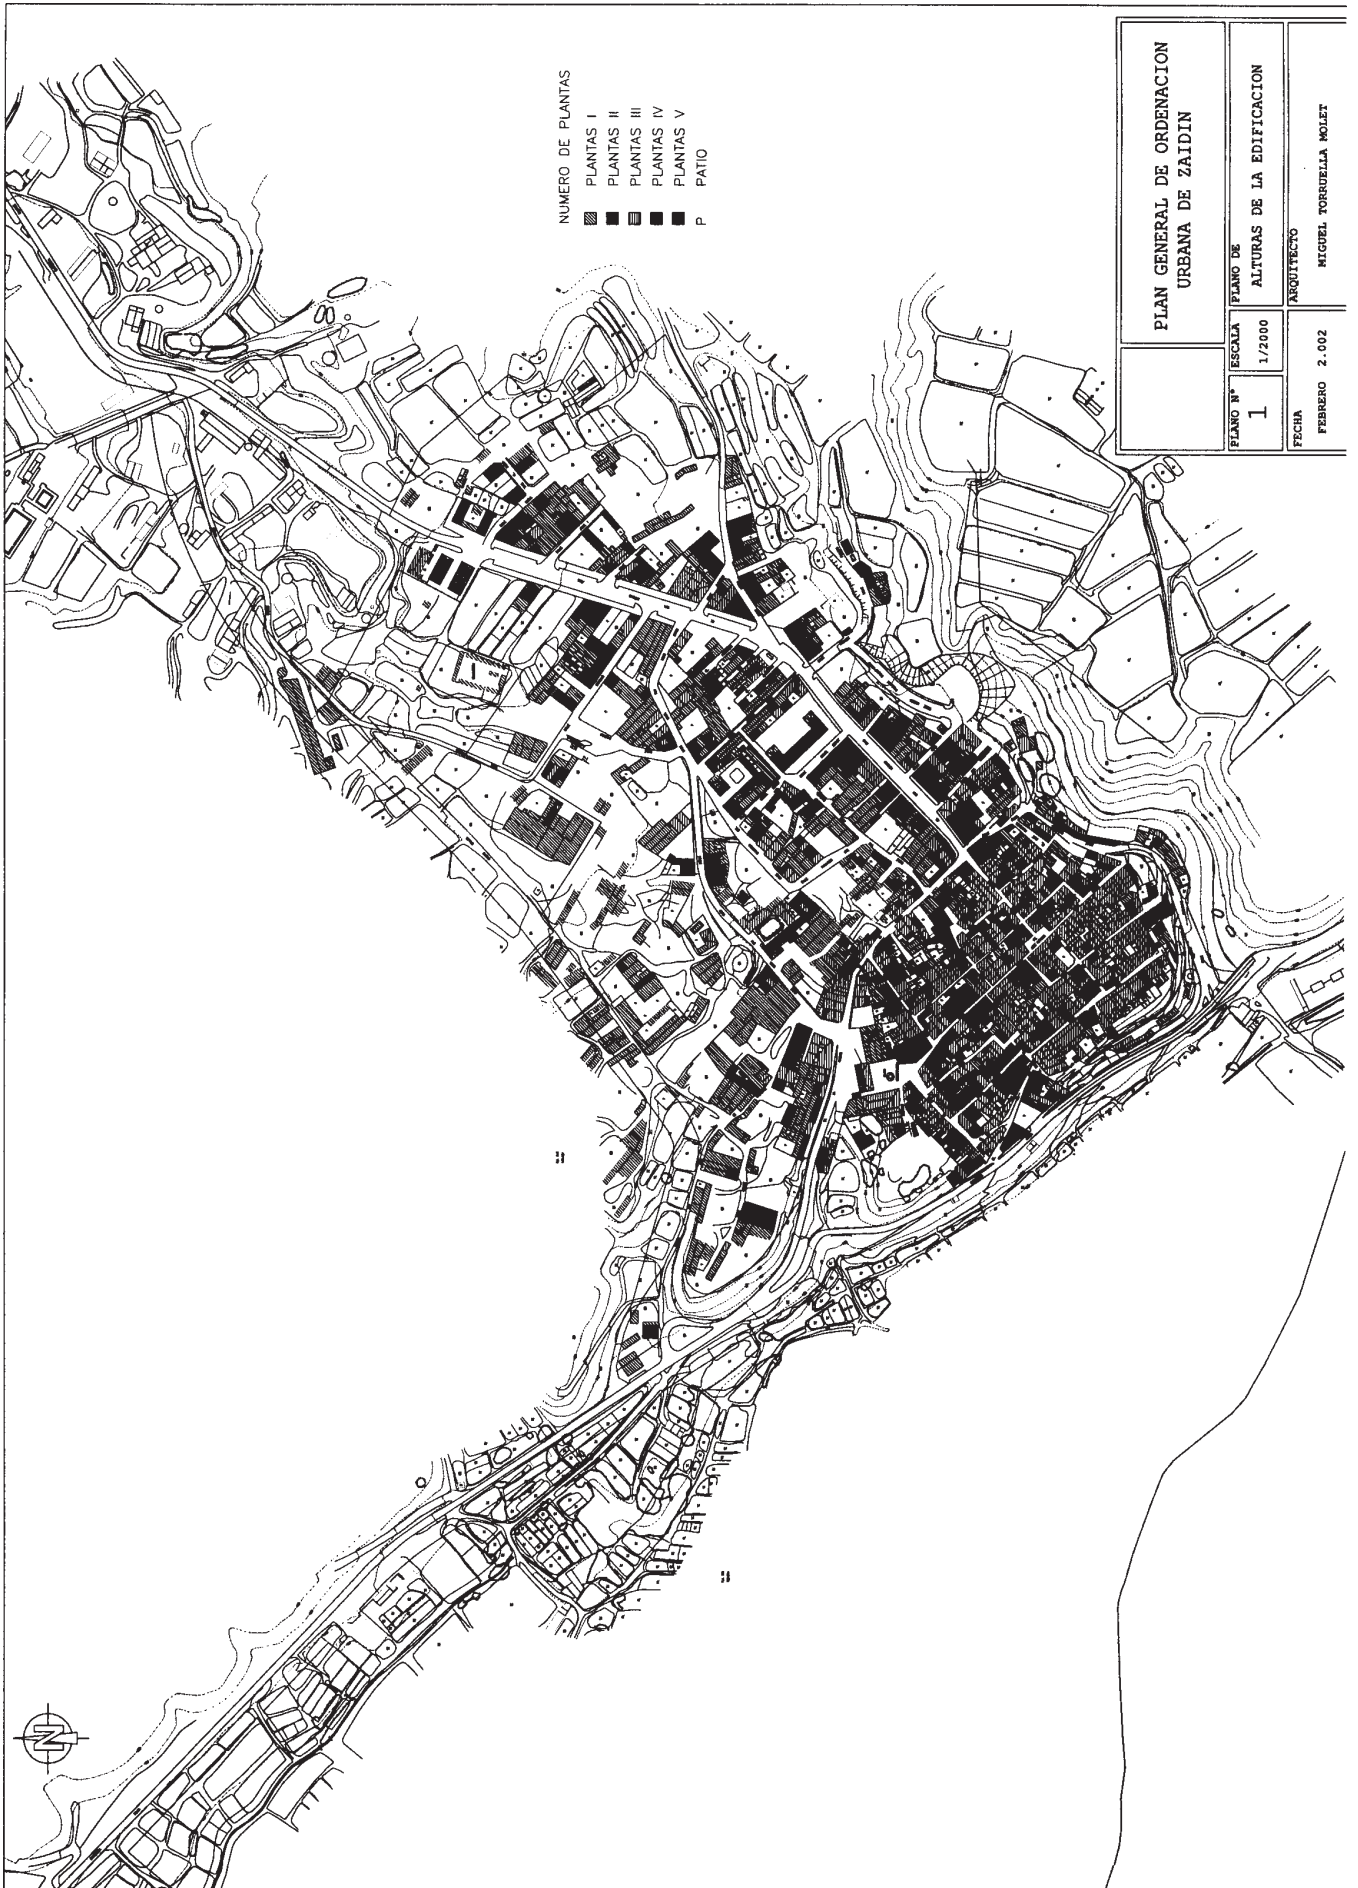 NUMERO DE PLANTAS
PLANTAS I
PLANTAS II
PLANTAS III
PLANTAS IV
PLANTAS V
P PATIO
PLAN GENERAL DE ORDENACION
URBANA DE ZAIDIN
PLANO Nº
1
ESCALA
1/2000
PLANO DE
ALTURAS DE LA EDIFICACION
FECHA
FEBRERO 2.002
ARQUITECTO
MIGUEL TORRUELLA MOLET
N